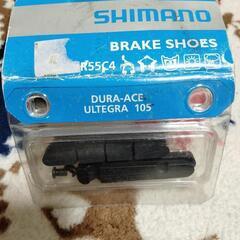 SHIMANO
BRAKE SHOES
R55C4
DURA-ACE
ULTEGRA 105